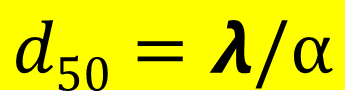 d₅₀ = λ/α